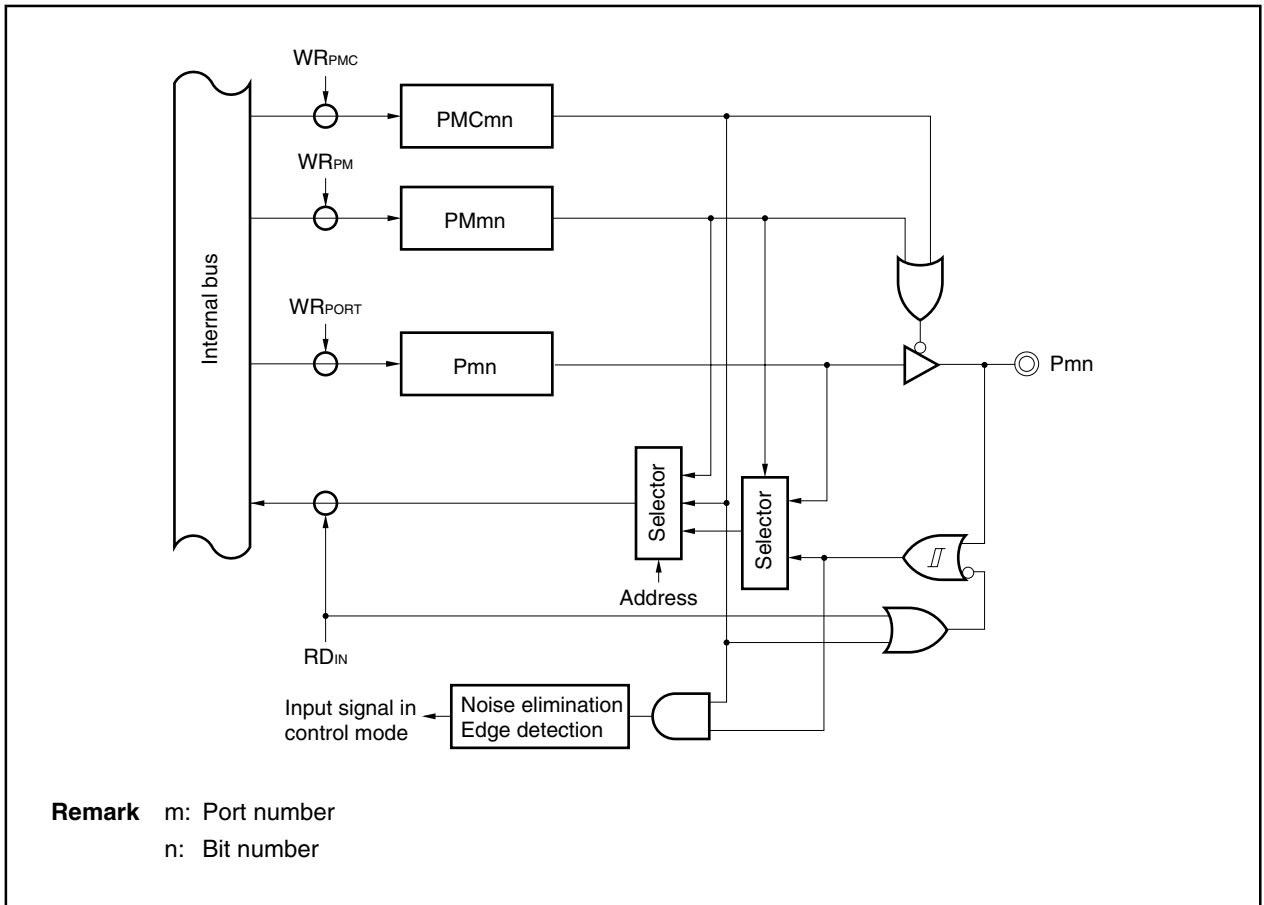 WRPMC
PMCmn
WRPM
PMmn
Internal bus
WRPORT
Pmn
Pmn
Selector
Selector
Address
RDIN
Input signal in
control mode
Noise elimination
Edge detection
Remark m: Port number
n: Bit number